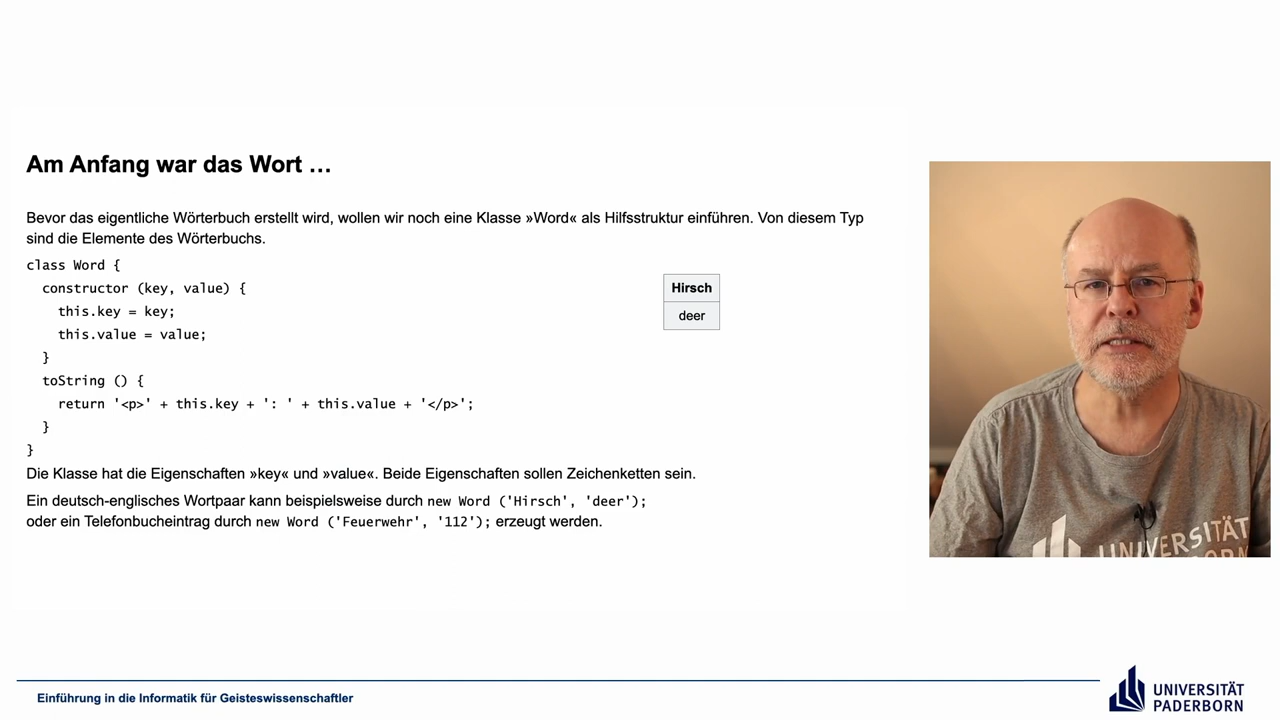 Am Anfang war das Wort …
Bevor das eigentliche Wörterbuch erstellt wird, wollen wir noch eine Klasse »Word« als Hilfsstruktur einführen. Von diesem Typ
sind die Elemente des Wörterbuchs.
class Word {
  constructor (key, value) {
    this.key = key;
    this.value = value;
  }
  toString () {
    return '<p>' + this.key + ': ' + this.value + '</p>';
  }
}
Hirsch
deer
Die Klasse hat die Eigenschaften »key« und »value«. Beide Eigenschaften sollen Zeichenketten sein.
Ein deutsch-englisches Wortpaar kann beispielsweise durch new Word ('Hirsch', 'deer');
oder ein Telefonbucheintrag durch new Word ('Feuerwehr', '112'); erzeugt werden.
UNIVERSITÄT
Einführung in die Informatik für Geisteswissenschaftler
UNIVERSITÄT
PADERBORN